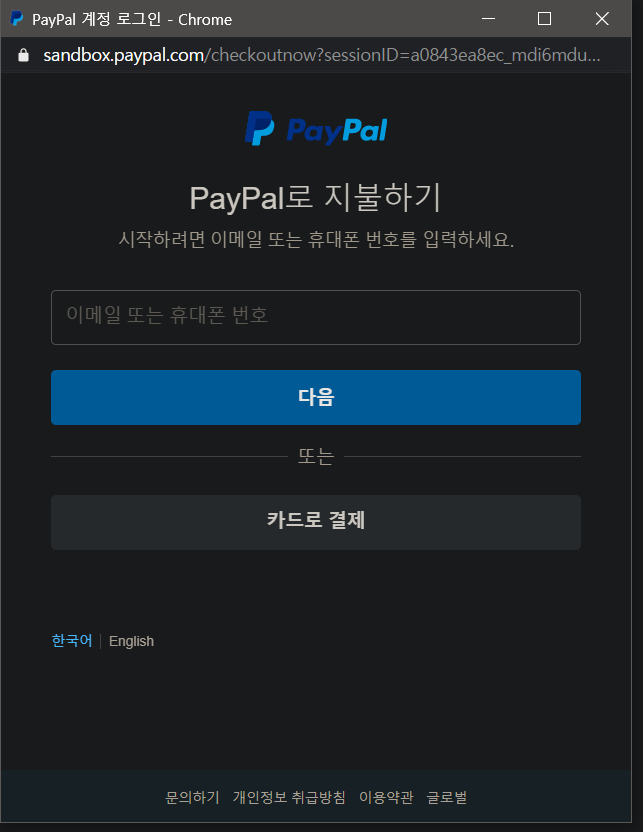 PayPal 계정 로그인 - Chrome
sandbox.paypal.com/checkoutnow?sessionID=a0843ea8ec_mdi6mdu...
PayPal
PayPal로 지불하기
시작하려면 이메일 또는 휴대폰 번호를 입력하세요.
이메일 또는 휴대폰 번호
다음
또는
카드로 결제
한국어 | English
문의하기 개인정보 취급방침 이용약관 글로벌